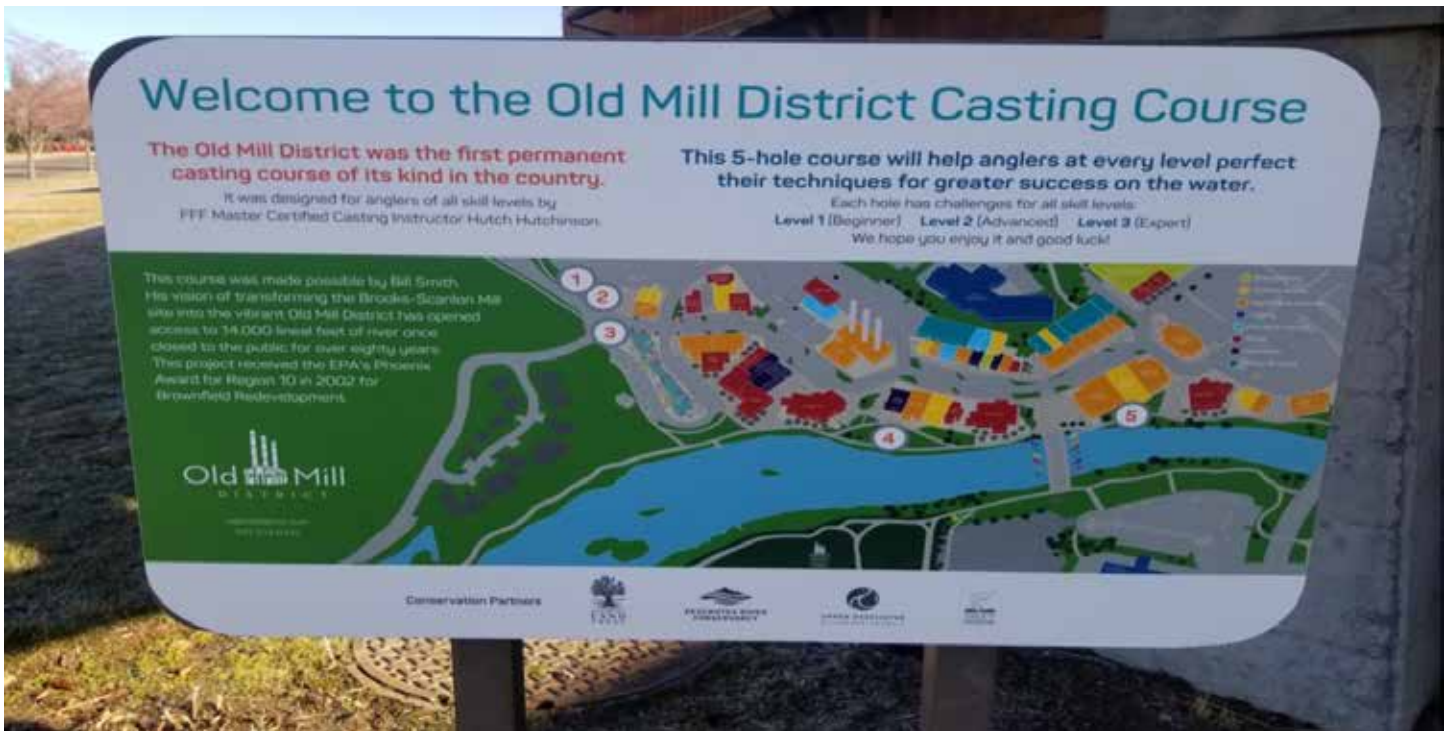 Welcome to the Old Mill District Casting Course
The Old Mill District was the first permanent
casting course of its kind in the country.
It was designed for anglers of all skill levels by
FFF Master Certified Casting Instructor Hutch Hutchinson.
This 5-hole course will help anglers at every level perfect
their techniques for greater success on the water.
Each hole has challenges for all skill levels:
Level 1 (Beginner) Level 2 (Advanced) Level 3 (Expert)
We hope you enjoy it and good luck!
This course was made possible by Bill Smith.
His vision of transforming the Brooks-Scanlon Mill
site into the vibrant Old Mill District has opened
access to 14,000 lineal feet of river once
closed to the public for over eighty years.
This project received the EPA's Phoenix
Award for Region 10 in 2002 for
Brownfield Redevelopment.
Old Mill
DISTRICT
1
2
3
4
5
Conservation Partners
LAND
TRUST
DESCHUTES RIVER
CONSERVANCY
UPPER DESCHUTES